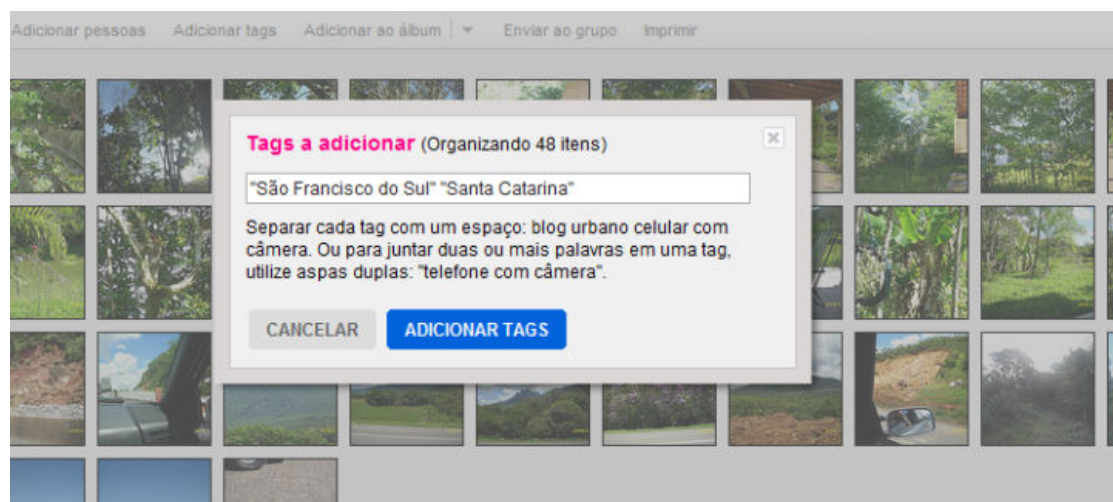 Adicionar pessoas Adicionar tags Adicionar ao álbum Enviar ao grupo Imprimir
Tags a adicionar (Organizando 48 itens)
"São Francisco do Sul" "Santa Catarina"
Separar cada tag com um espaço: blog urbano celular com
câmera. Ou para juntar duas ou mais palavras em uma tag,
utilize aspas duplas: "telefone com câmera".
CANCELAR ADICIONAR TAGS